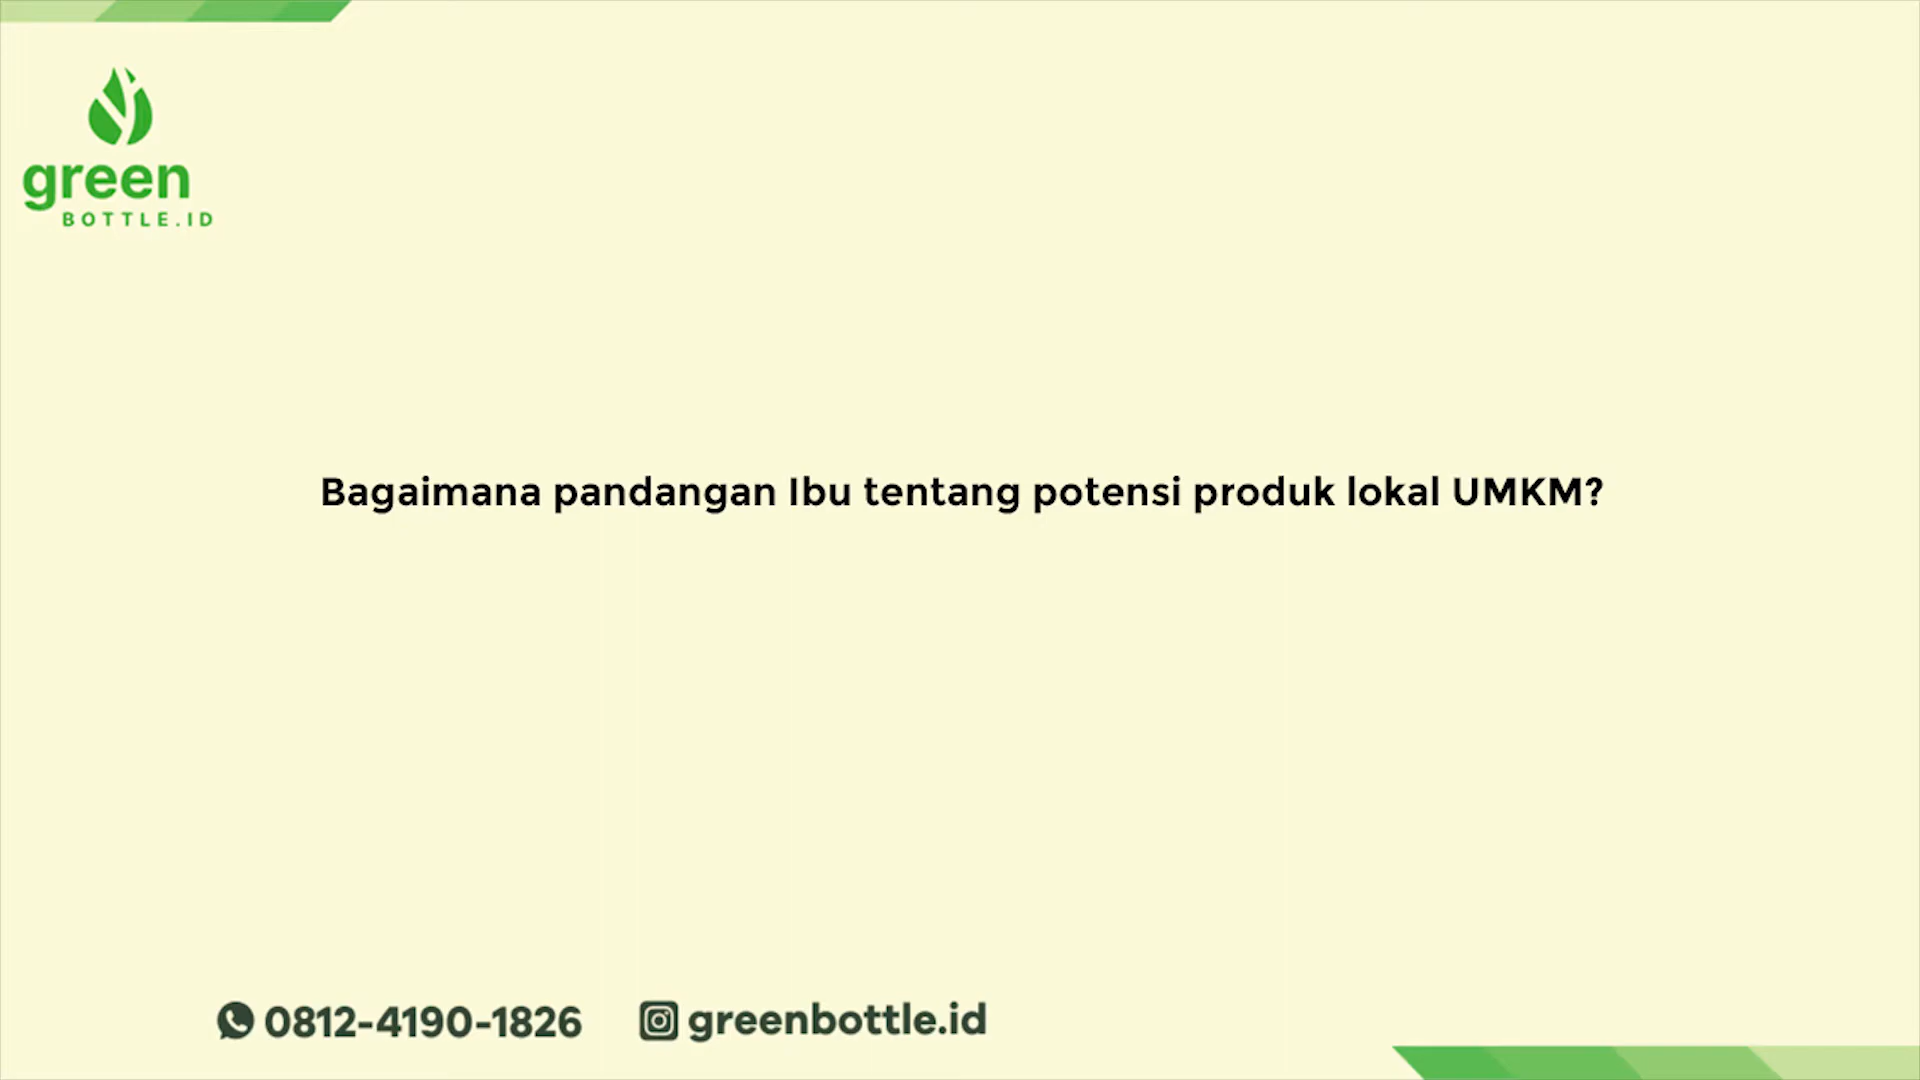 green
BOTTLE.ID
Bagaimana pandangan Ibu tentang potensi produk lokal UMKM?
0812-4190-1826 greenbottle.id